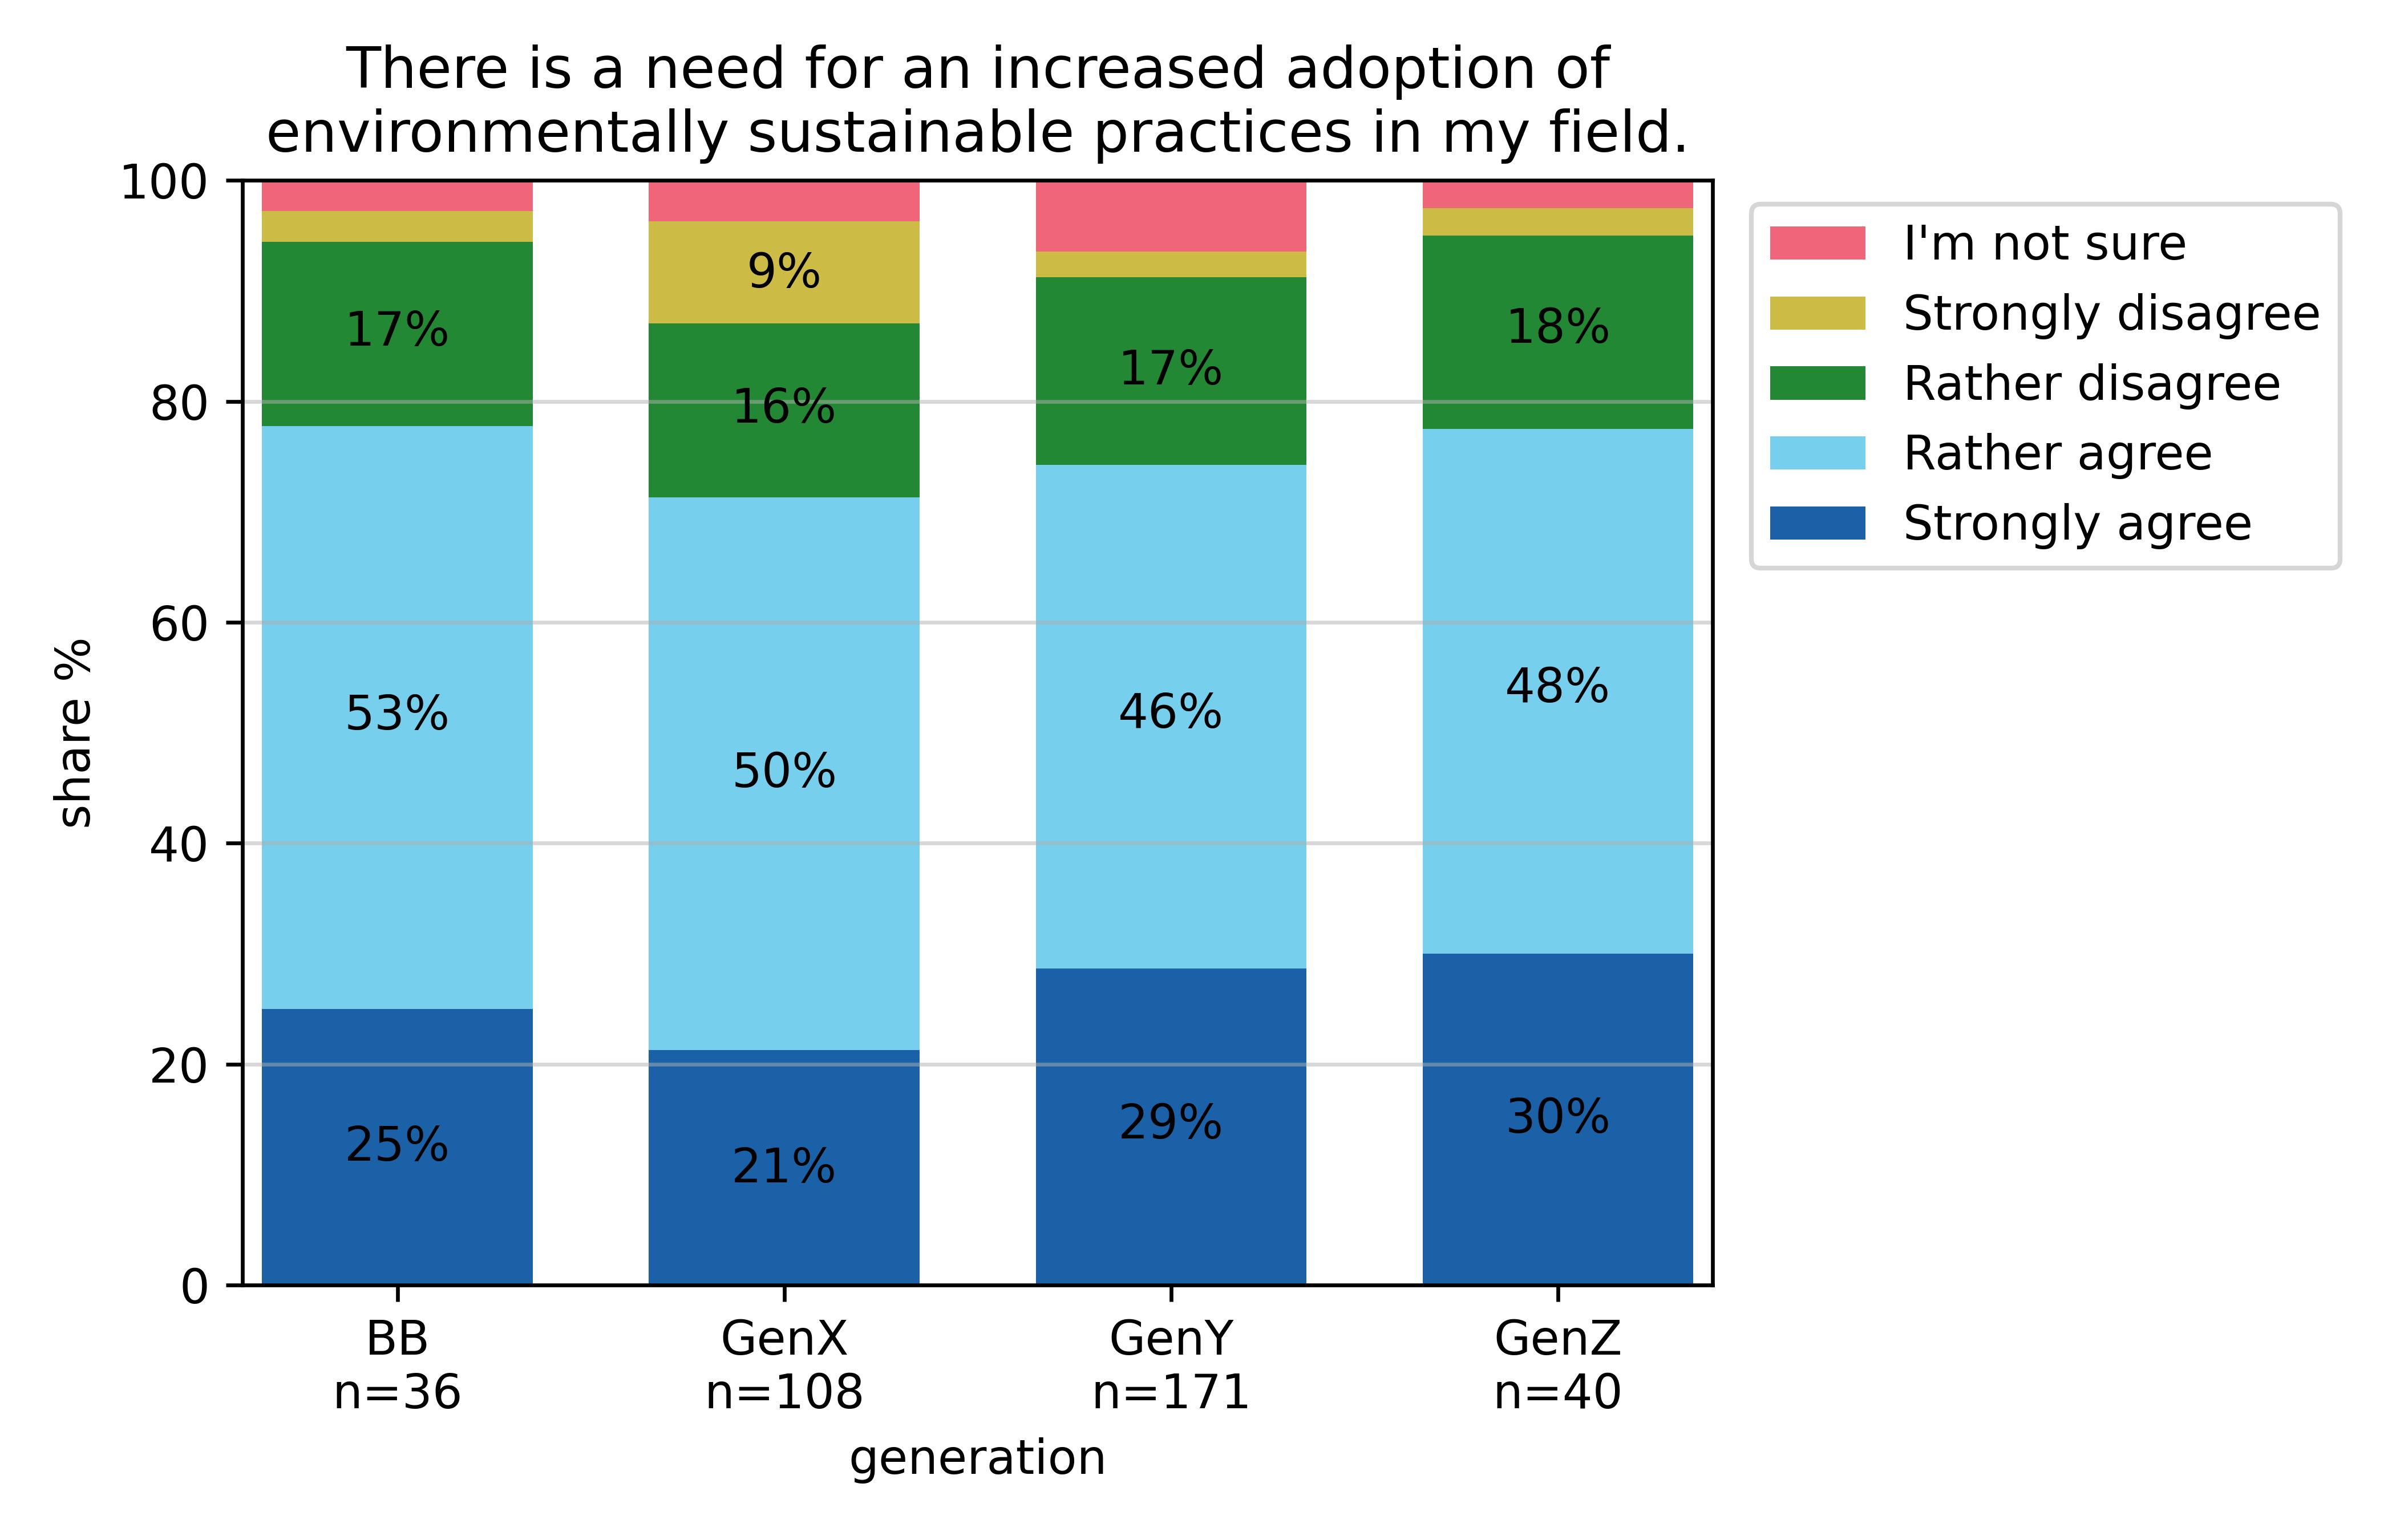 There is a need for an increased adoption of
environmentally sustainable practices in my field.
100
80
60
40
20
0
share %
17%
53%
25%
9%
16%
50%
21%
17%
46%
29%
18%
48%
30%
BB
n=36
GenX
n=108
GenY
n=171
GenZ
n=40
generation
I'm not sure
Strongly disagree
Rather disagree
Rather agree
Strongly agree